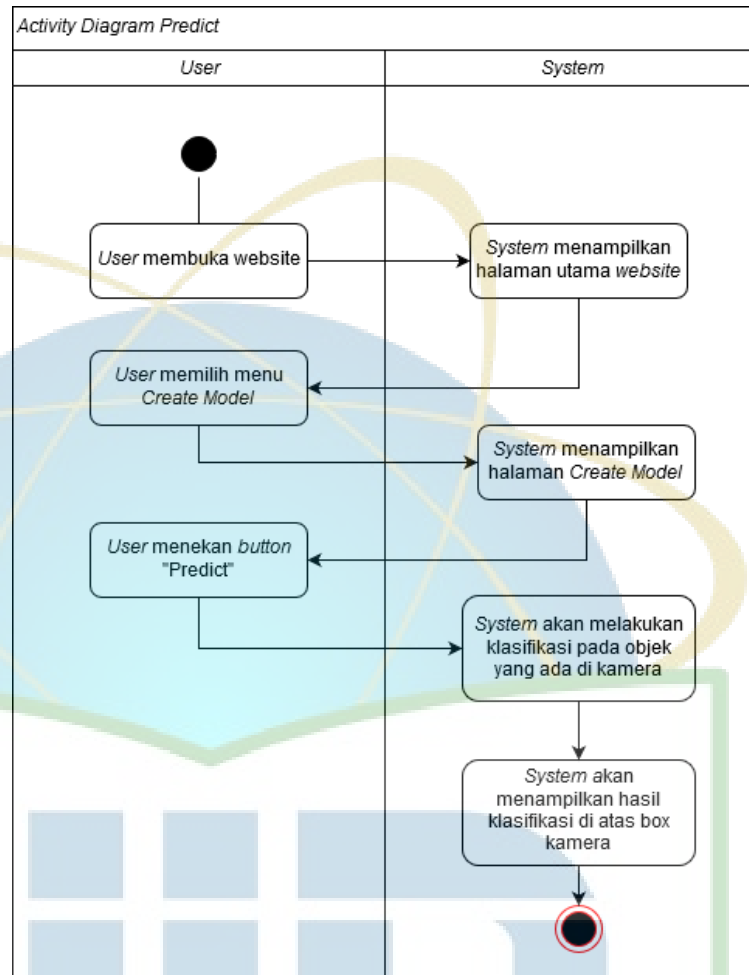 Activity Diagram Predict
User
System
User membuka website
System menampilkan
halaman utama website
User memilih menu
Create Model
System menampilkan
halaman Create Model
User menekan button
"Predict"
System akan melakukan
klasifikasi pada objek
yang ada di kamera
System akan
menampilkan hasil
klasifikasi di atas box
kamera